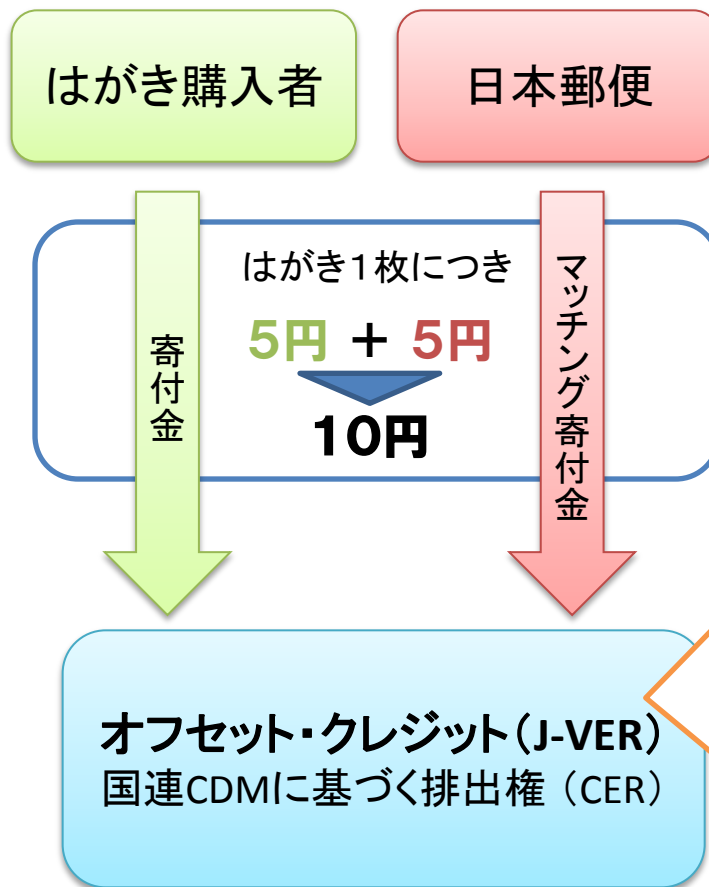 はがき購入者
日本郵便
はがき1枚につき
5円 + 5円
10円
寄付金
マッチング寄付金
オフセット・クレジット(J-VER)
国連CDMに基づく排出権 (CER)